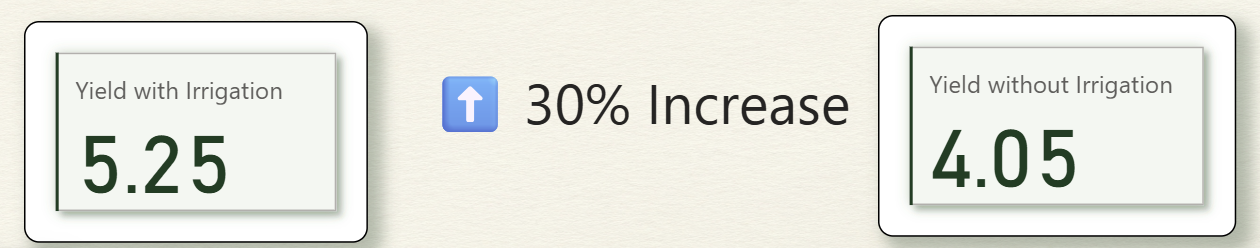 Yield with Irrigation
5.25
⬆️ 30% Increase
Yield without Irrigation
4.05